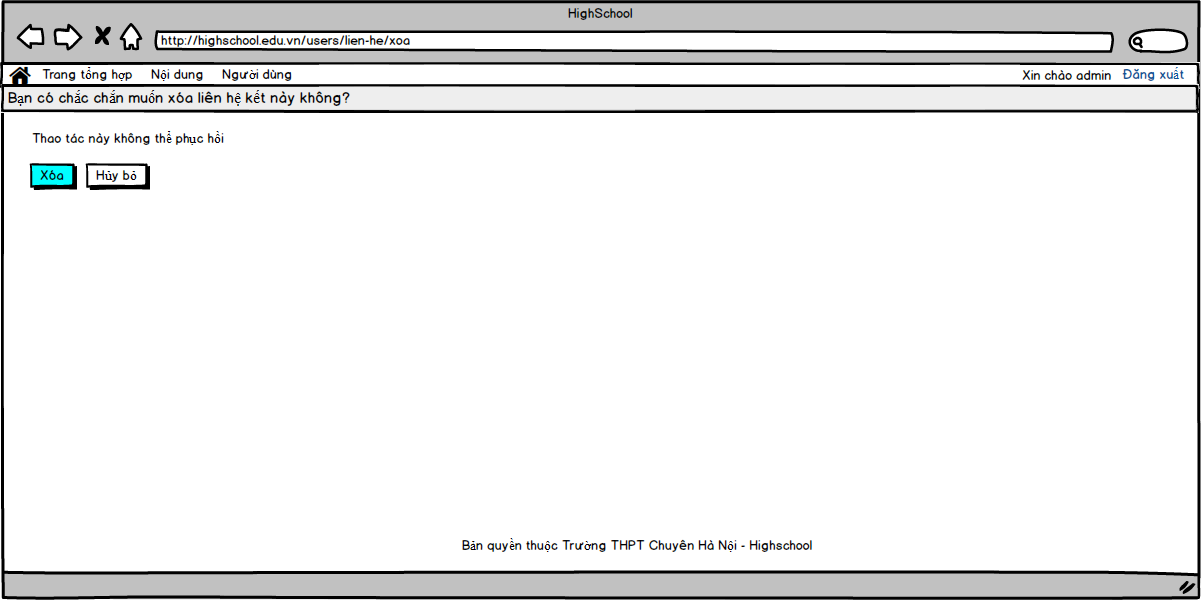 HighSchool
http://highschool.edu.vn/users/lien-he/xoa
Trang tổng hợp Nội dung Người dùng Xin chào admin Đăng xuất
Bạn có chắc chắn muốn xóa liên hệ kết này không?
Thao tác này không thể phục hồi
Xóa Hủy bỏ
Bản quyền thuộc Trường THPT Chuyên Hà Nội - Highschool